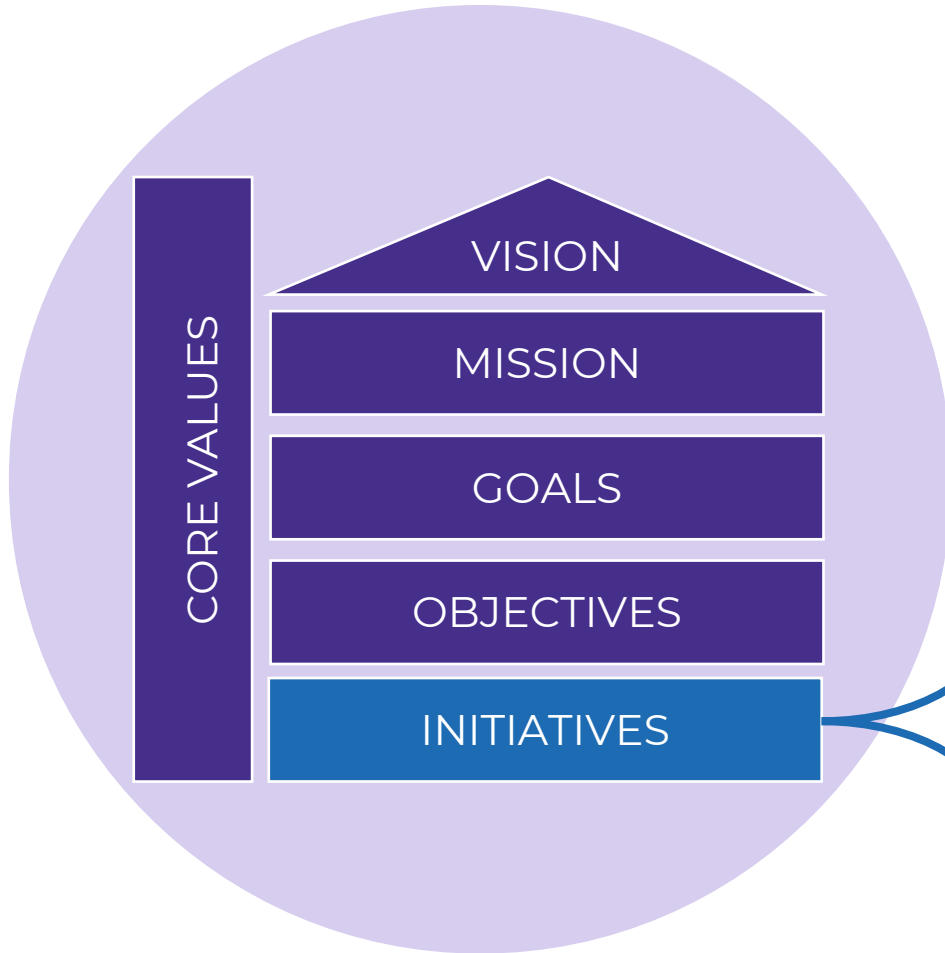 CORE VALUES
VISION
MISSION
GOALS
OBJECTIVES
INITIATIVES